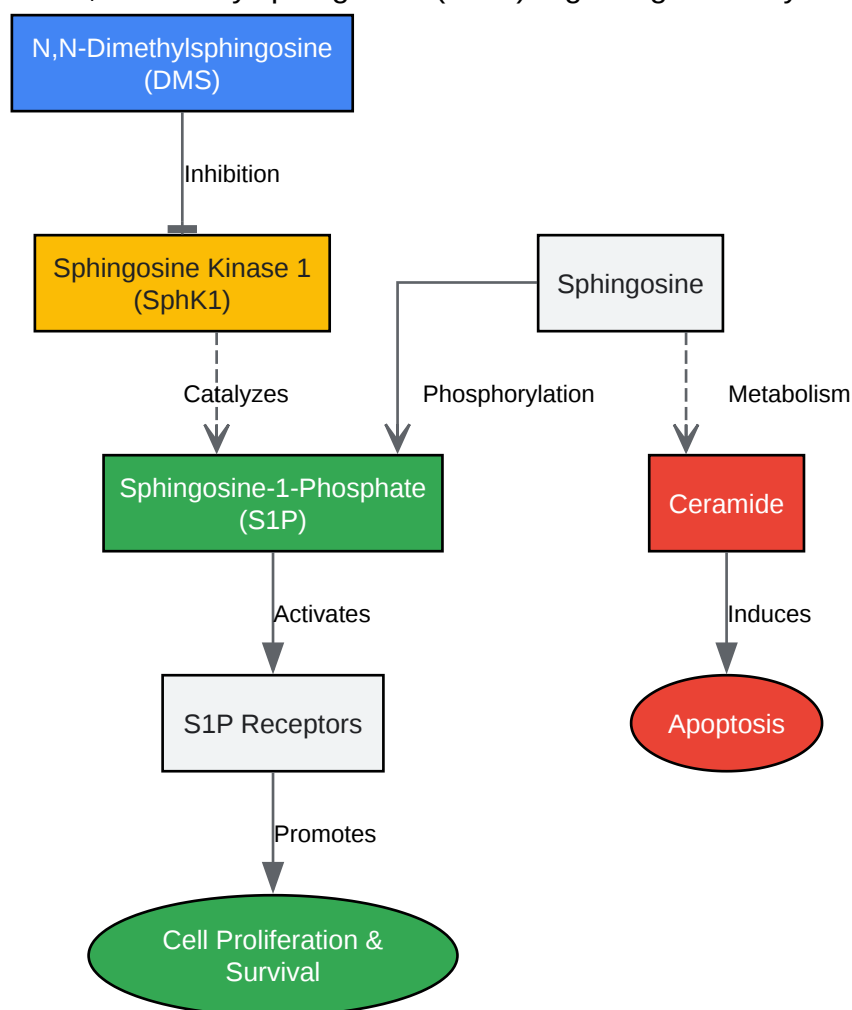 N,N-Dimethylsphingosine
(DMS)
Inhibition
Sphingosine Kinase 1
(SphK1)
Sphingosine
Catalyzes
Phosphorylation
Metabolism
Sphingosine-1-Phosphate
(S1P)
Ceramide
Activates
Induces
S1P Receptors
Apoptosis
Promotes
Cell Proliferation &
Survival